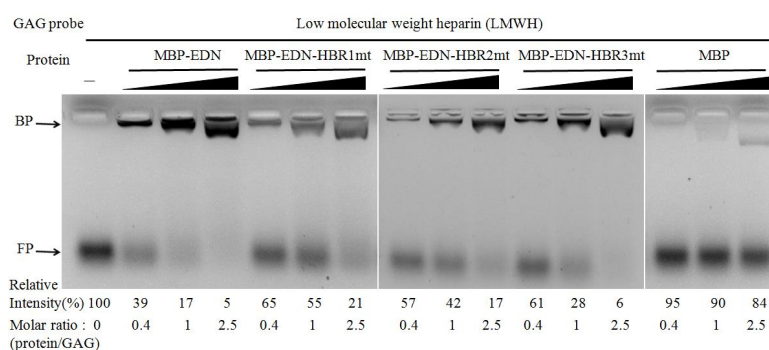 GAG probe Low molecular weight heparin (LMWH)
Protein MBP-EDN MBP-EDN-HBR1mt MBP-EDN-HBR2mt MBP-EDN-HBR3mt MBP
–
BP
FP
Relative
Intensity(%) 100 39 17 5 65 55 21 57 42 17 61 28 6 95 90 84
Molar ratio : 0 0.4 1 2.5 0.4 1 2.5 0.4 1 2.5 0.4 1 2.5 0.4 1 2.5
(protein/GAG)